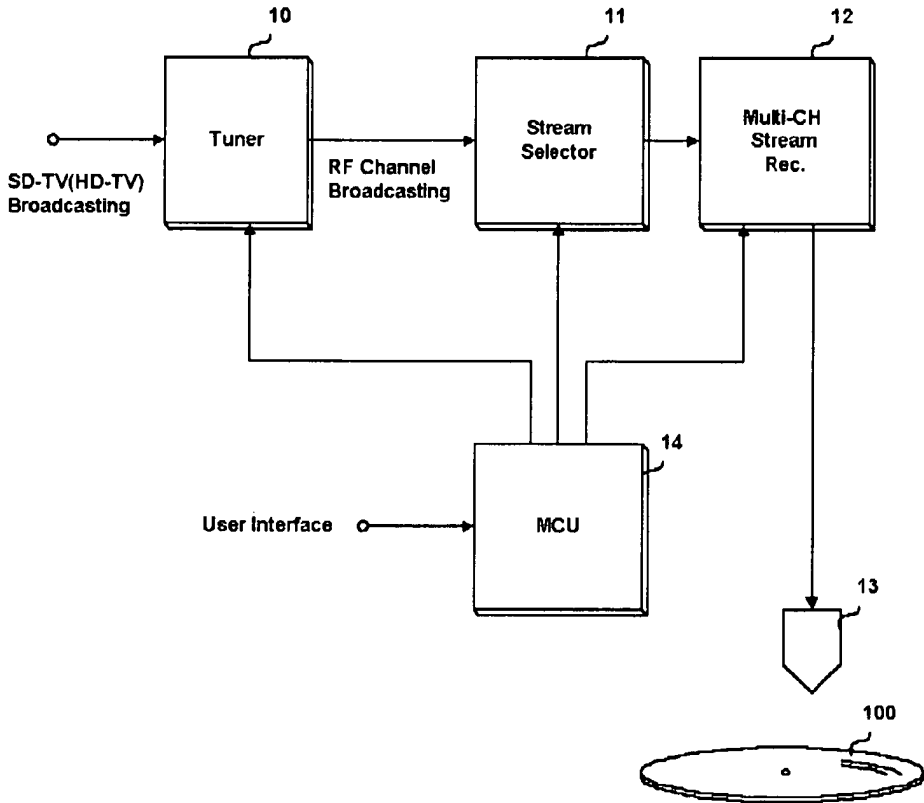 10
11
12
Tuner
Stream
Selector
Multi-CH
Stream
Rec.
SD-TV(HD-TV)
Broadcasting
RF Channel
Broadcasting
14
User Interface
MCU
13
100